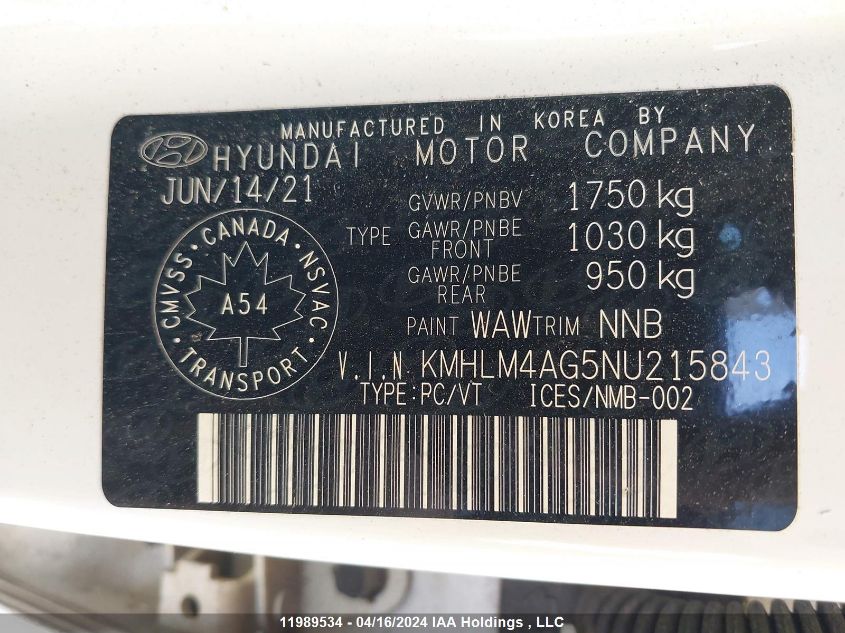 MANUFACTURED IN KOREA BY
HYUNDAI MOTOR COMPANY
JUN/14/21
GVWR/PNBV 1750 kg
TYPE GAWR/PNBE FRONT 1030 kg
GAWR/PNBE REAR 950 kg
CMVSS · CANADA · NSVAC
A54
· TRANSPORT ·
PAINT WAW TRIM NNB
V.I.N. KMHLM4AG5NU215843
TYPE:PC/VT ICES/NMB-002
11989534 - 04/16/2024 IAA Holdings , LLC